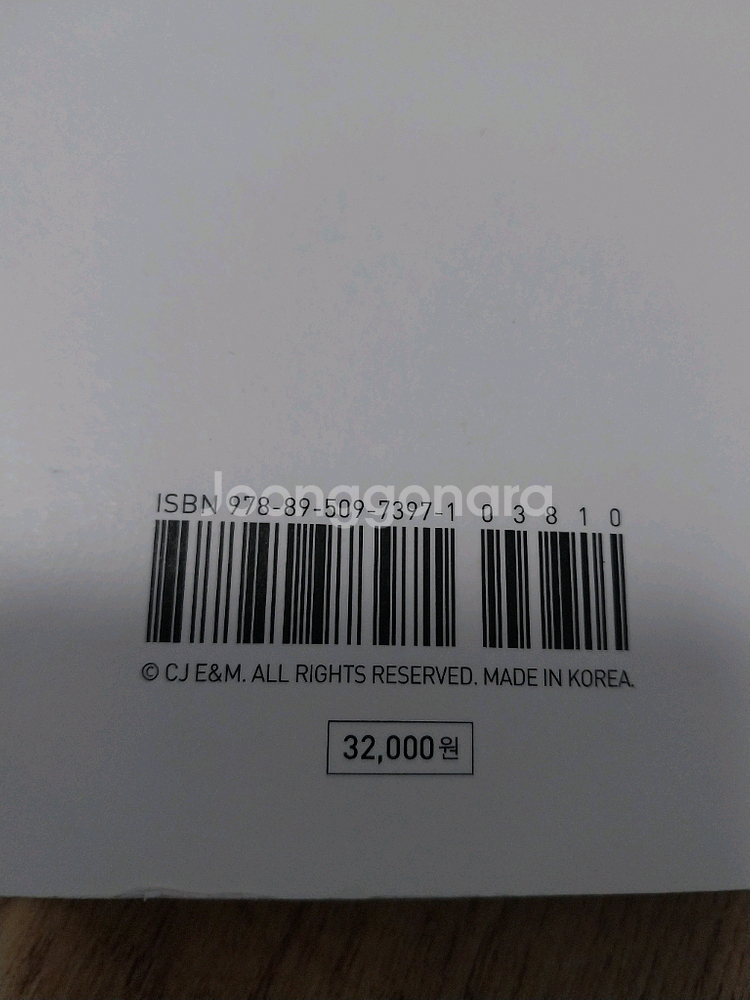 Joonggonara
ISBN 978-89-509-7397-1 03810
© CJ E&M. ALL RIGHTS RESERVED. MADE IN KOREA.
32,000원